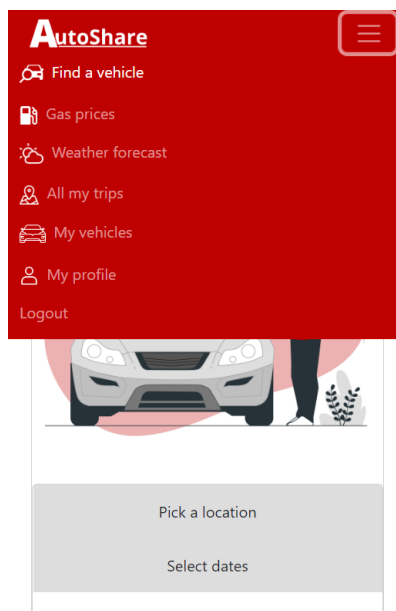 AutoShare
Find a vehicle
Gas prices
Weather forecast
All my trips
My vehicles
My profile
Logout
Pick a location
Select dates